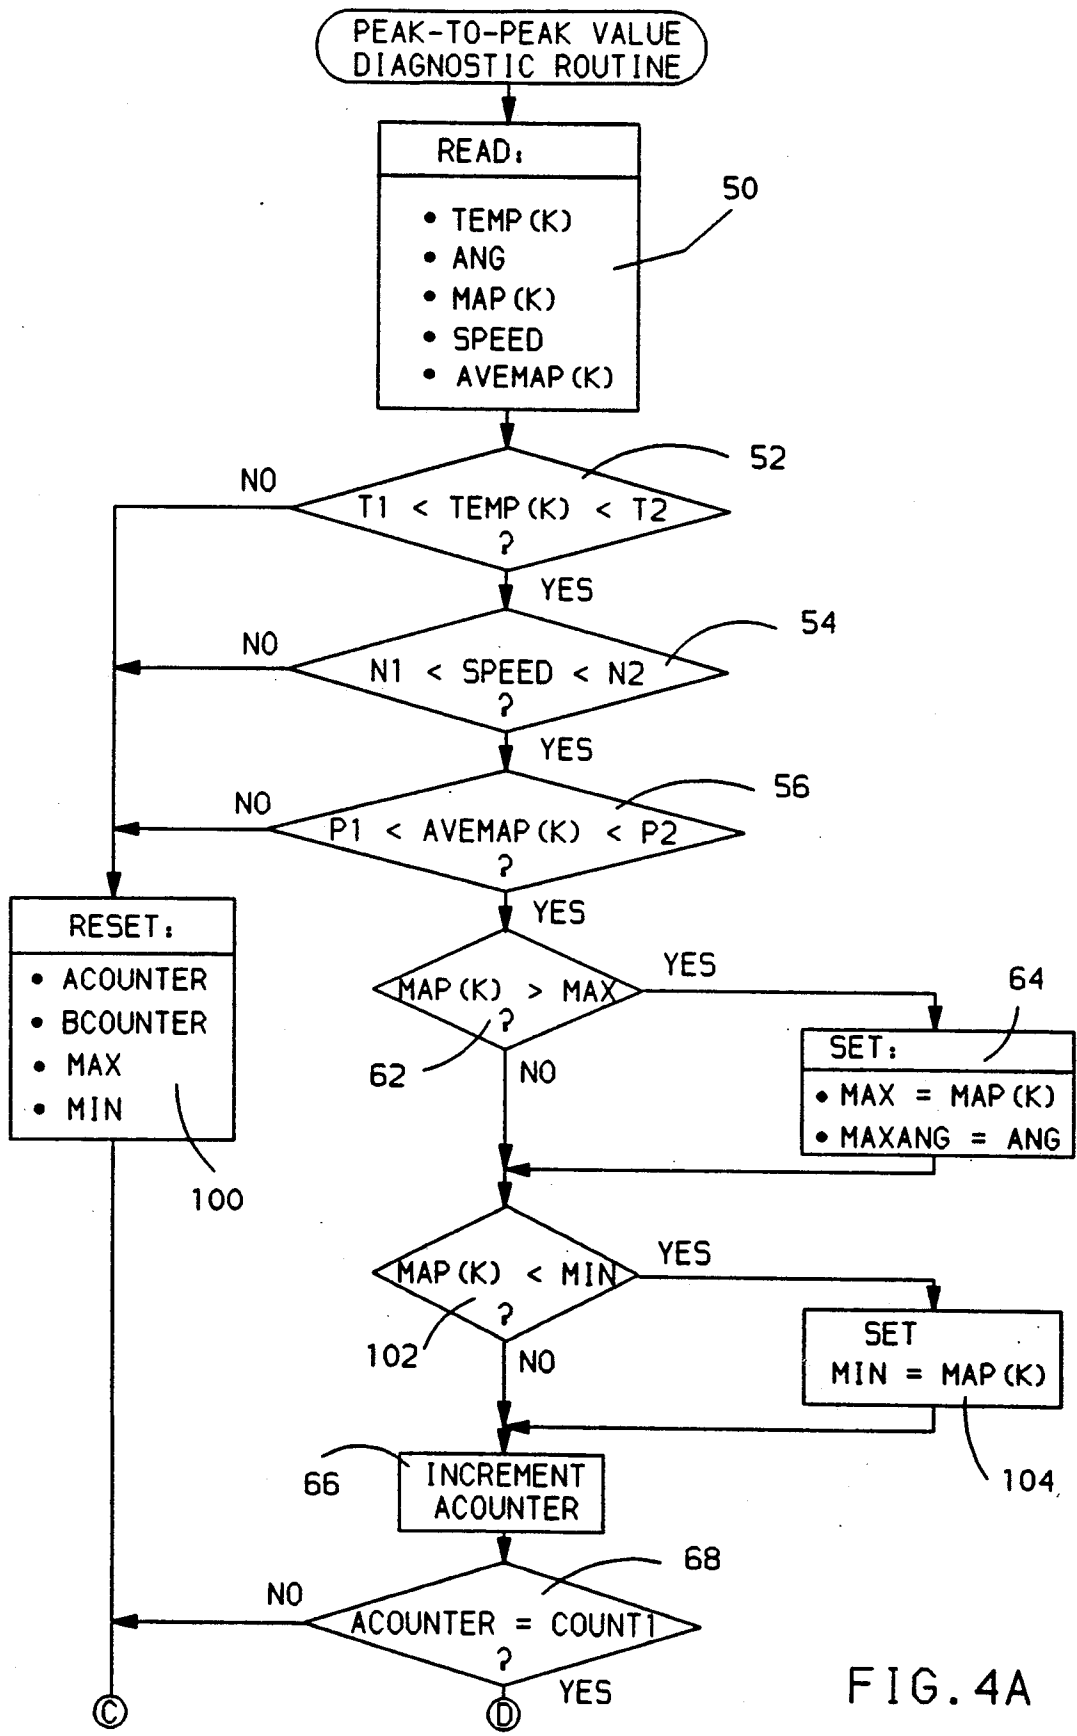 PEAK-TO-PEAK VALUE
DIAGNOSTIC ROUTINE
READ:
• TEMP(K)
• ANG
• MAP(K)
• SPEED
• AVEMAP(K)
50
52
NO
T1 < TEMP(K) < T2
?
YES
54
NO
N1 < SPEED < N2
?
YES
56
NO
P1 < AVEMAP(K) < P2
?
YES
RESET:
• ACOUNTER
• BCOUNTER
• MAX
• MIN
100
MAP(K) > MAX
?
YES
62
NO
64
SET:
• MAX = MAP(K)
• MAXANG = ANG
MAP(K) < MIN
?
YES
102
NO
SET
MIN = MAP(K)
104
66
INCREMENT
ACOUNTER
68
NO
ACOUNTER = COUNT1
?
YES
C
D
FIG. 4A